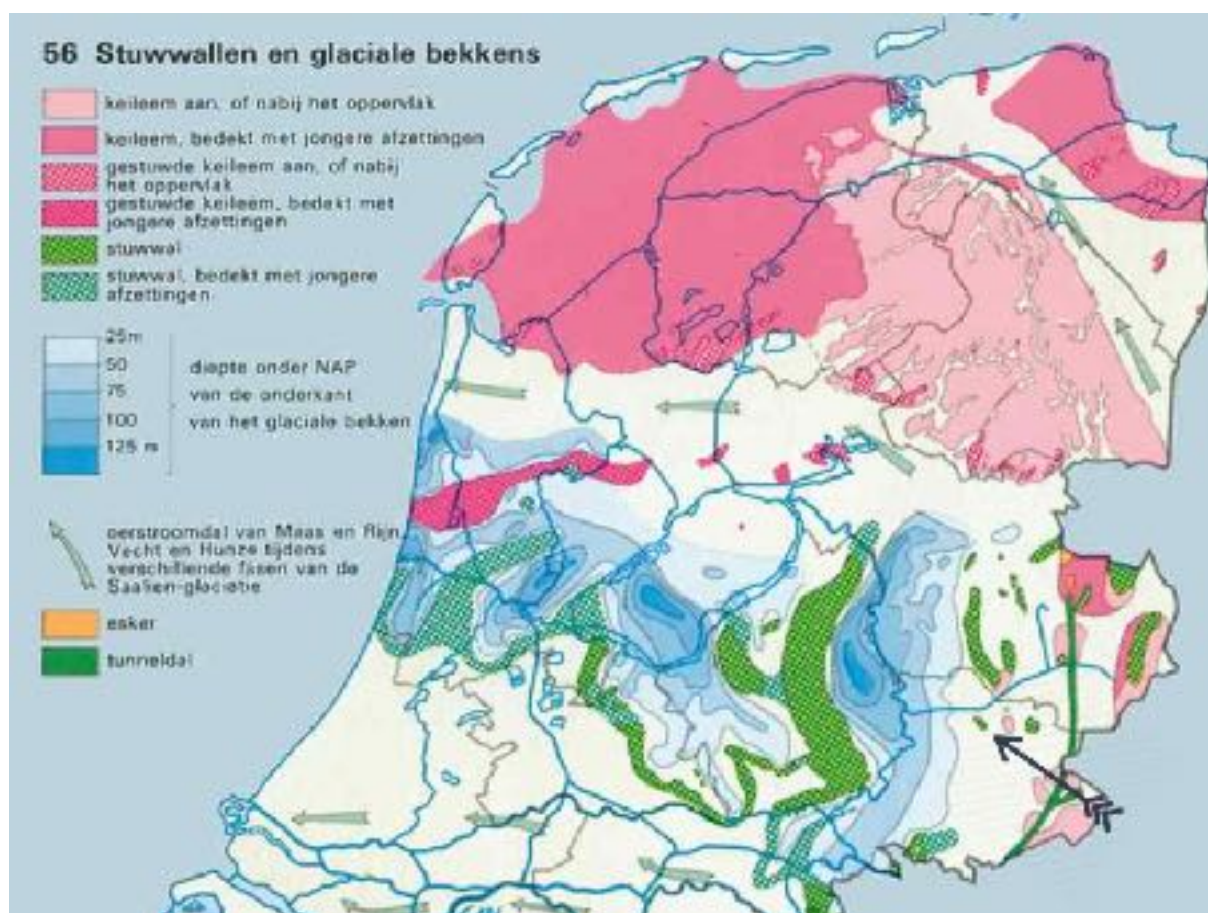 56 Stuwwallen en glaciale bekkens
keileem aan, of nabij het oppervlak
keileem, bedekt met jongere afzettingen
gestuwde keileem aan, of nabij
het oppervlak
gestuwde keileem, bedekt met
jongere afzettingen
stuwwal
stuwwal, bedekt met jongere
afzettingen
25m
50
75
100
125 m
diepte onder NAP
van de onderkant
van het glaciale bekken
oerstroomdal van Maas en Rijn,
Vecht en Hunze tijdens
verschillende fasen van de
Saalien-glaciatie
esker
tunneldal